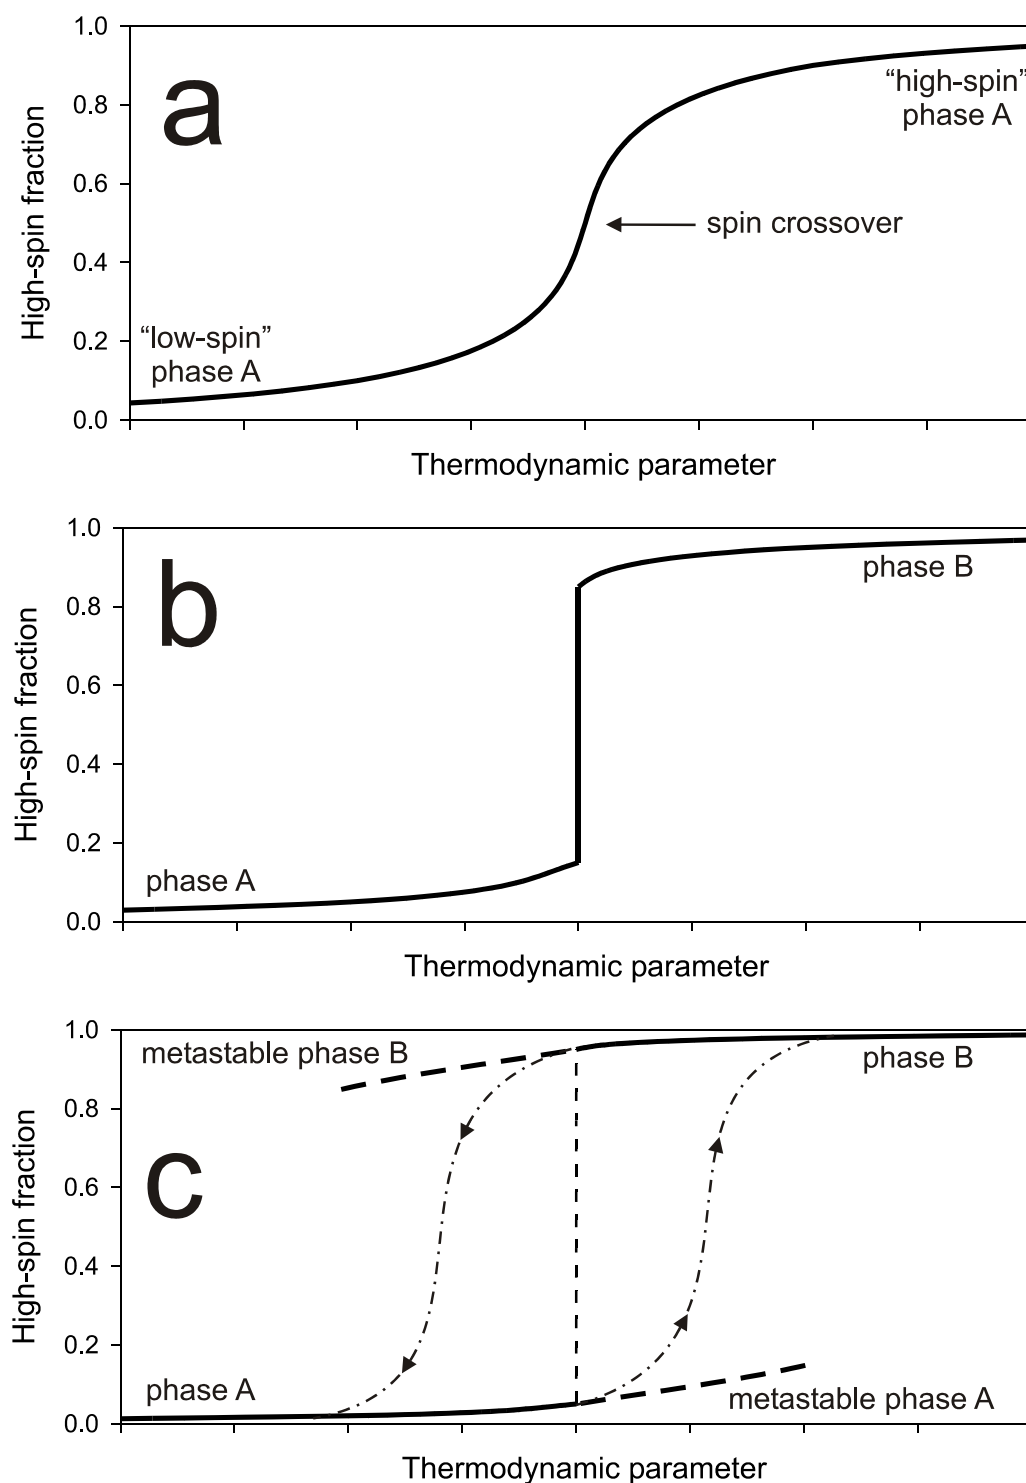 1.0
0.8
0.6
0.4
0.2
0.0
High-spin fraction
a
“high-spin”
phase A
spin crossover
“low-spin”
phase A
Thermodynamic parameter
1.0
0.8
0.6
0.4
0.2
0.0
High-spin fraction
b
phase B
phase A
Thermodynamic parameter
1.0
0.8
0.6
0.4
0.2
0.0
High-spin fraction
metastable phase B
phase B
c
phase A
metastable phase A
Thermodynamic parameter